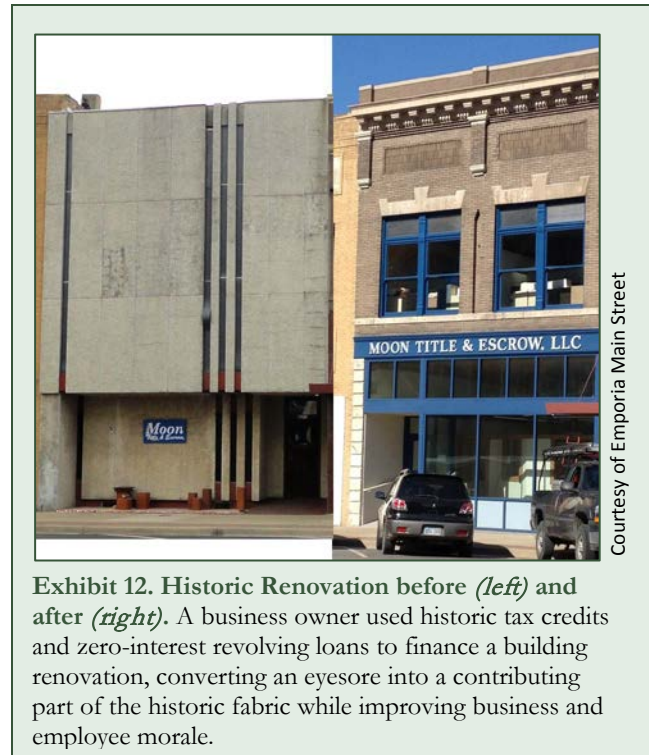 Moon
MOON TITLE & ESCROW, LLC
Courtesy of Emporia Main Street
Exhibit 12. Historic Renovation before (left) and
after (right). A business owner used historic tax credits
and zero-interest revolving loans to finance a building
renovation, converting an eyesore into a contributing
part of the historic fabric while improving business and
employee morale.